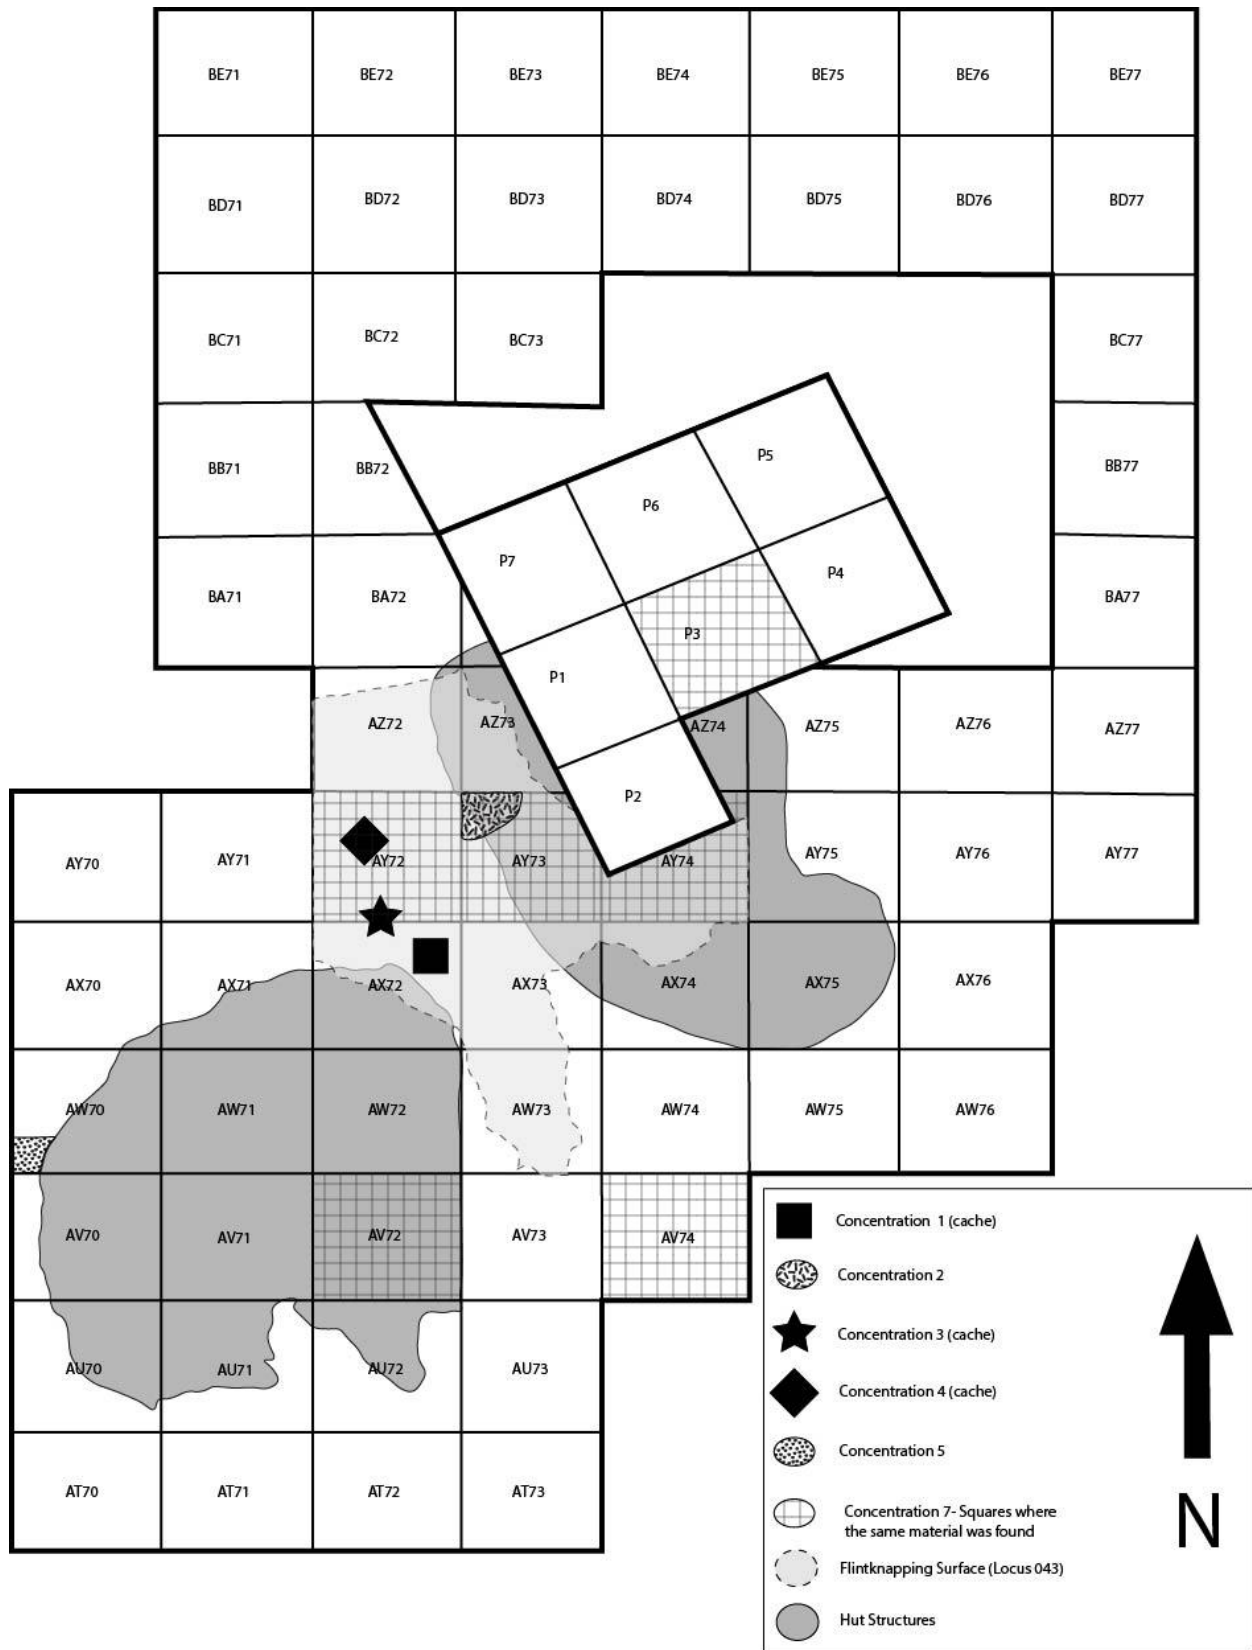 BE71 BE72 BE73 BE74 BE75 BE76 BE77
BD71 BD72 BD73 BD74 BD75 BD76 BD77
BC71 BC72 BC73 BC77
BB71 BB72 P7 P6 P5 BB77
BA71 BA72 P1 P3 P4 BA77
AZ72 AZ73 AZ74 AZ75 AZ76 AZ77
P2
AY70 AY71 AY72 AY73 AY74 AY75 AY76 AY77
AX70 AX71 AX72 AX73 AX74 AX75 AX76
AW70 AW71 AW72 AW73 AW74 AW75 AW76
AV70 AV71 AV72 AV73 AV74
AU70 AU71 AU72 AU73
AT70 AT71 AT72 AT73
Concentration 1 (cache)
Concentration 2
Concentration 3 (cache)
Concentration 4 (cache)
Concentration 5
Concentration 7- Squares where
the same material was found
Flintknapping Surface (Locus 043)
Hut Structures
N